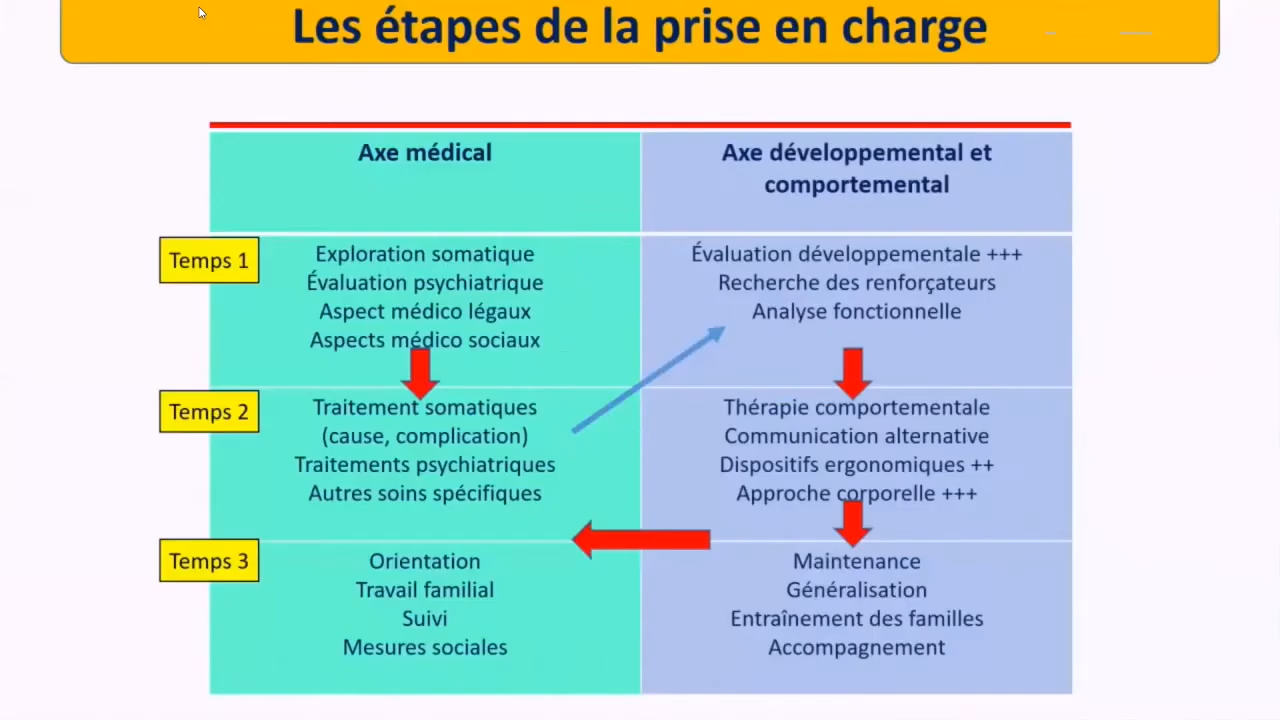 Les étapes de la prise en charge
Axe médical
Axe développemental et
comportemental
Temps 1
Exploration somatique
Évaluation psychiatrique
Aspect médico légaux
Aspects médico sociaux
Évaluation développementale +++
Recherche des renforçateurs
Analyse fonctionnelle
Temps 2
Traitement somatiques
(cause, complication)
Traitements psychiatriques
Autres soins spécifiques
Thérapie comportementale
Communication alternative
Dispositifs ergonomiques ++
Approche corporelle +++
Temps 3
Orientation
Travail familial
Suivi
Mesures sociales
Maintenance
Généralisation
Entraînement des familles
Accompagnement